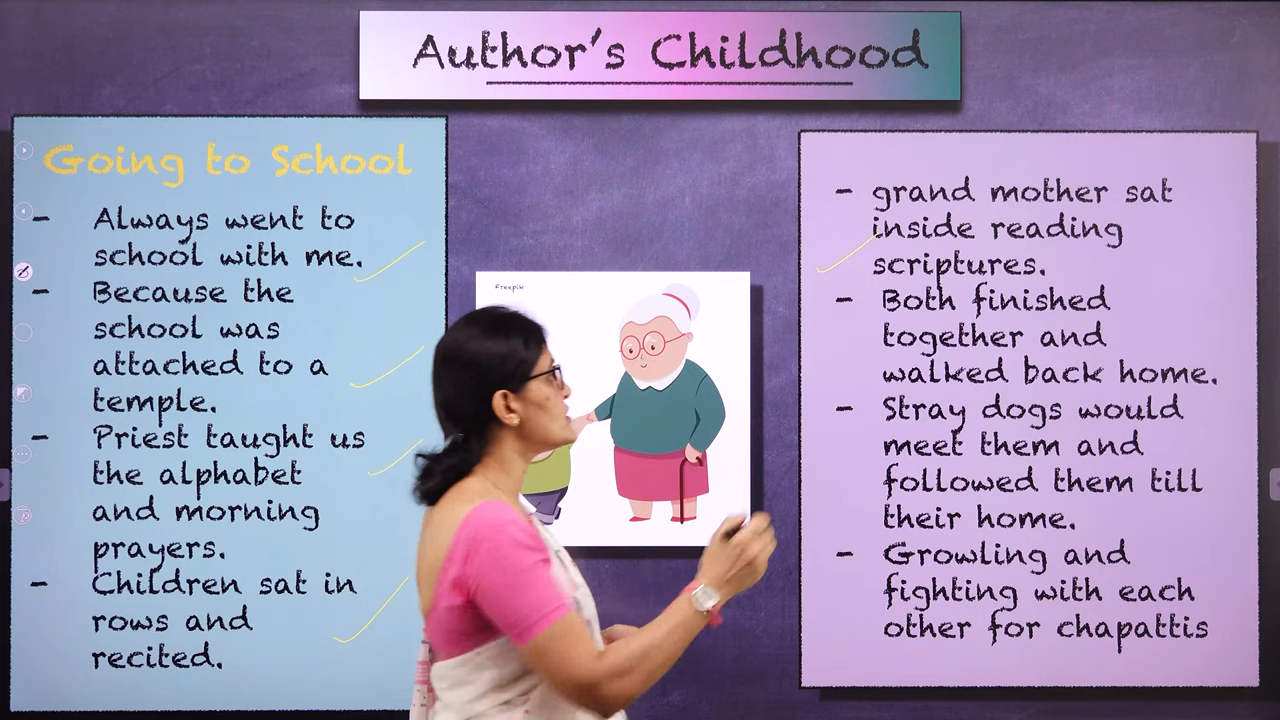 Author's Childhood
Going to School
- Always went to
school with me.
- Because the
school was
attached to a
temple.
- Priest taught us
the alphabet
and morning
prayers.
- Children sat in
rows and
recited.
Freepik
- grand mother sat
inside reading
scriptures.
- Both finished
together and
walked back home.
- Stray dogs would
meet them and
followed them till
their home.
- Growling and
fighting with each
other for chapattis